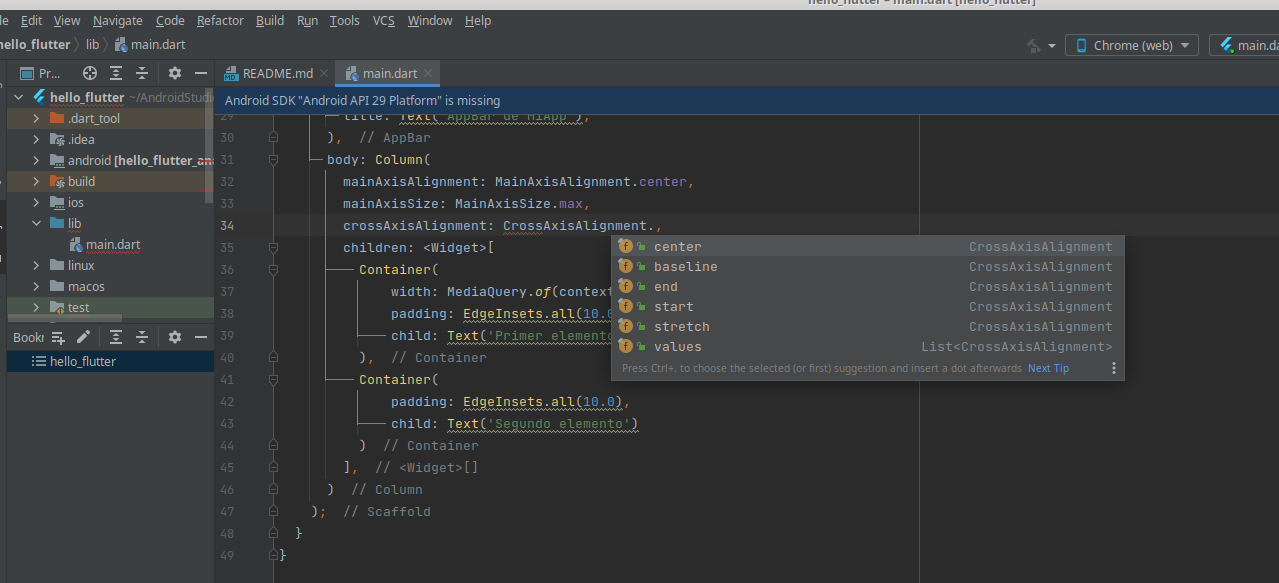 hello_flutter – main.dart [hello_flutter]
Edit View Navigate Code Refactor Build Run Tools VCS Window Help
hello_flutter lib main.dart
Chrome (web)
main.da
Pr...
README.md
main.dart
hello_flutter ~/AndroidStudi
.dart_tool
.idea
android [hello_flutter_an
build
ios
lib
main.dart
linux
macos
test
Bookr
hello_flutter
Android SDK "Android API 29 Platform" is missing
29 title: Text('AppBar de MiApp'),
30 ), // AppBar
31 body: Column(
32 mainAxisAlignment: MainAxisAlignment.center,
33 mainAxisSize: MainAxisSize.max,
34 crossAxisAlignment: CrossAxisAlignment.,
35 children: <Widget>[
36 Container(
37 width: MediaQuery.of(context
38 padding: EdgeInsets.all(10.0
39 child: Text('Primer elemento
40 ), // Container
41 Container(
42 padding: EdgeInsets.all(10.0),
43 child: Text('Segundo elemento')
44 ) // Container
45 ], // <Widget>[]
46 ) // Column
47 ); // Scaffold
48 }
49 }
center CrossAxisAlignment
baseline CrossAxisAlignment
end CrossAxisAlignment
start CrossAxisAlignment
stretch CrossAxisAlignment
values List<CrossAxisAlignment>
Press Ctrl+. to choose the selected (or first) suggestion and insert a dot afterwards Next Tip